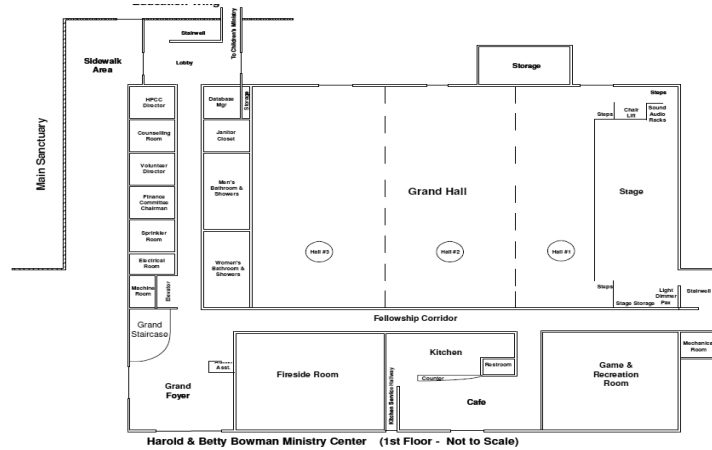 Stairwell
To Children's Ministry
Sidewalk
Area
Lobby
Storage
Main Sanctuary
HPCC
Director
Database
Mgr
Storage
Steps
Steps
Chair
Lift
Sound
Audio
Racks
Counselling
Room
Janitor
Closet
Volunteer
Director
Men's
Bathroom &
Showers
Grand Hall
Stage
Finance
Committee
Chairman
Sprinkler
Room
Hall #3
Hall #2
Hall #1
Electrical
Room
Women's
Bathroom &
Showers
Machine
Room
Elevator
Steps
Stage Storage
Light
Dimmer
Pax
Stairwell
Fellowship Corridor
Grand
Staircase
Asst.
Grand
Foyer
Fireside Room
Kitchen Service Hallway
Kitchen
Restroom
Counter
Cafe
Game &
Recreation
Room
Mechanical
Room
Harold & Betty Bowman Ministry Center (1st Floor - Not to Scale)